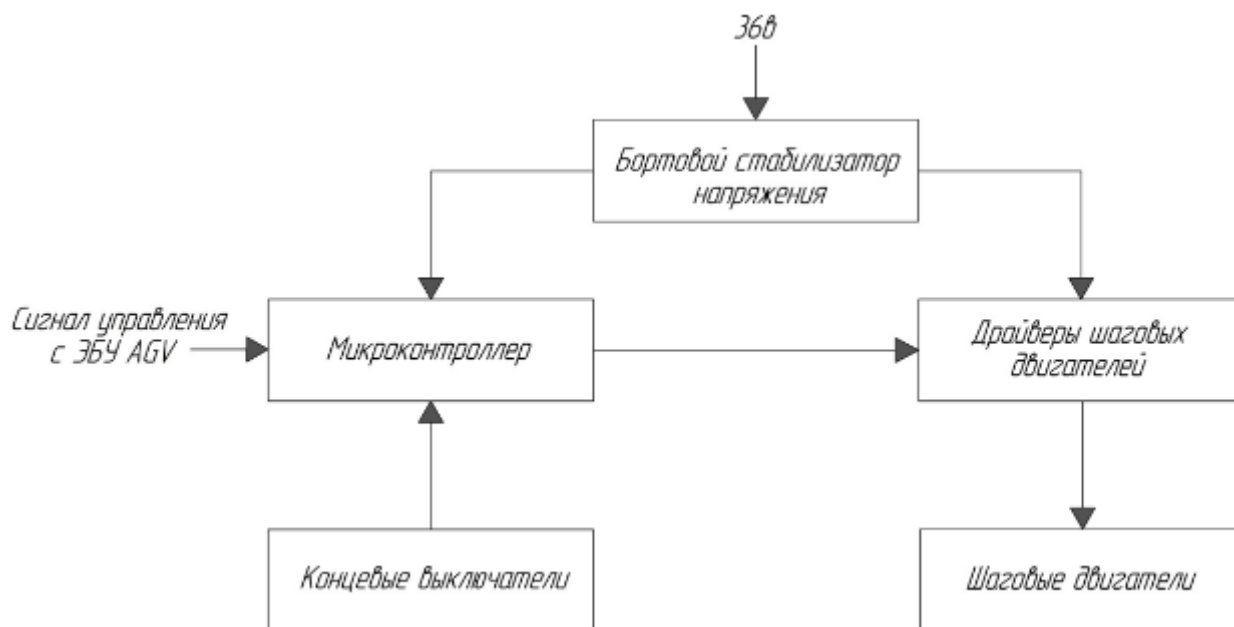 36в
Бортовой стабилизатор
напряжения
Сигнал управления
с ЭБУ AGV
Микроконтроллер
Драйверы шаговых
двигателей
Концевые выключатели
Шаговые двигатели